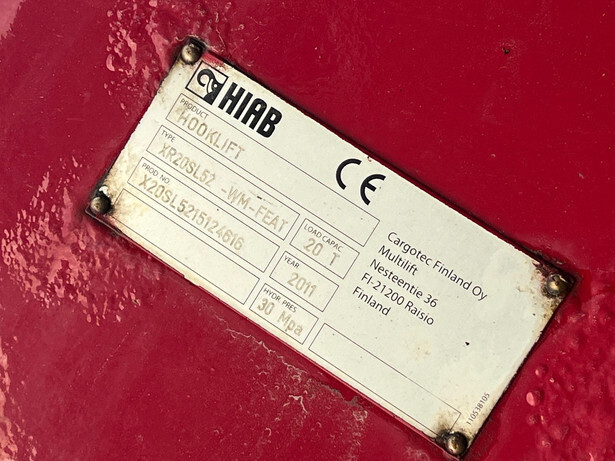 HIAB
PRODUCT
HOOKLIFT
TYPE
XR20SL52 -WM-FEAT
PROD. NO
X20SL5215124616
LOAD CAPAC.
20 T
YEAR
2011
HYDR. PRES
30 Mpa
CE
Cargotec Finland Oy
Multilift
Nesteentie 36
FI-21200 Raisio
Finland
110538105